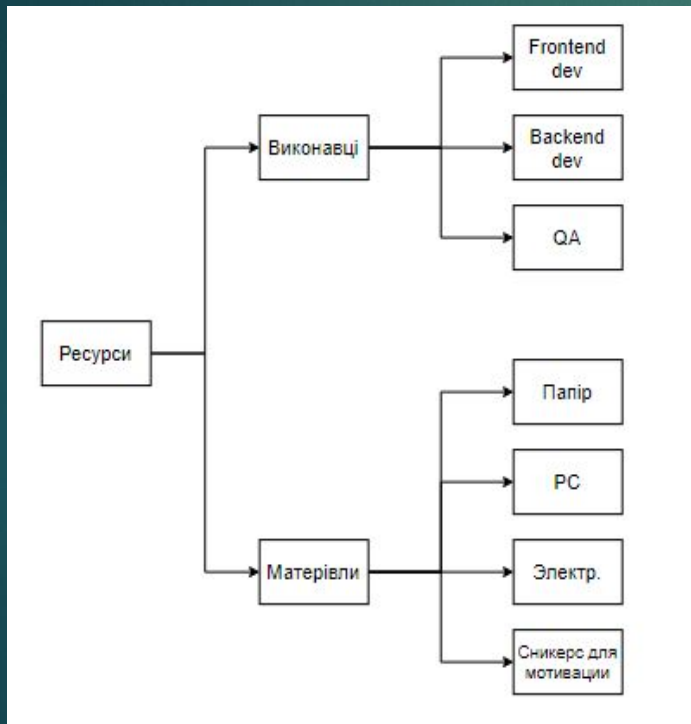 Frontend
dev
Виконавці
Backend
dev
QA
Ресурси
Папір
PC
Матерівли
Электр.
Сникерс для
мотивации